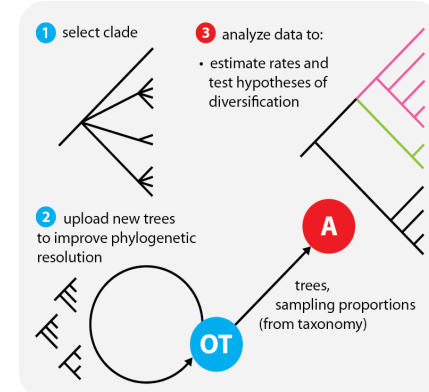 1 select clade
3 analyze data to:
• estimate rates and
test hypotheses of
diversification
2 upload new trees
to improve phylogenetic
resolution
A
trees,
sampling proportions
(from taxonomy)
OT